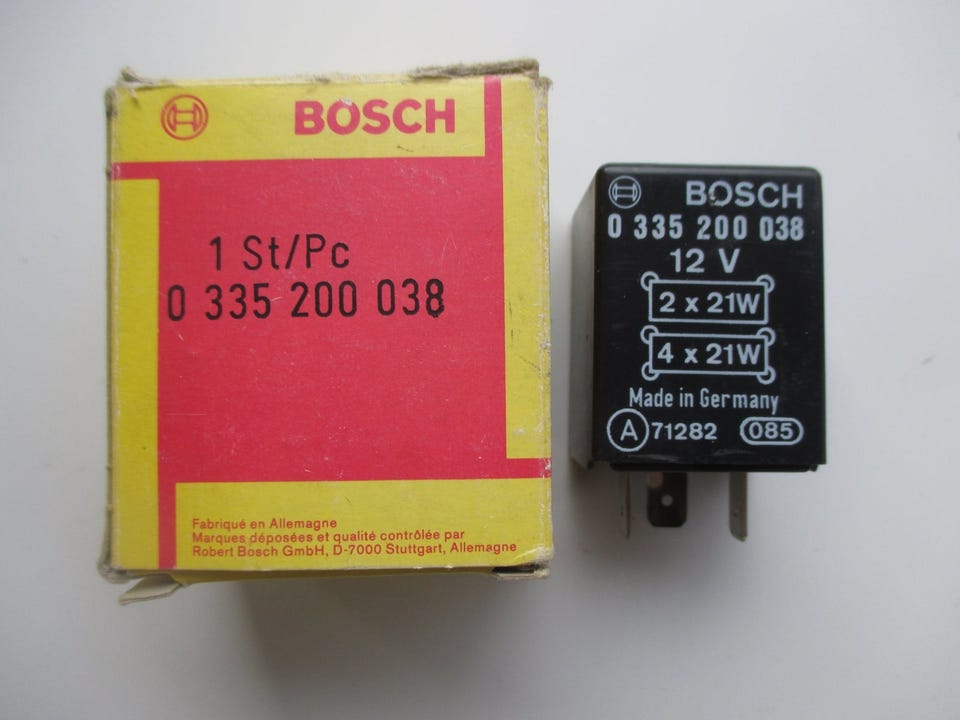 BOSCH
1 St/Pc
0 335 200 038
Fabriqué en Allemagne
Marques déposées et qualité contrôlée par
Robert Bosch GmbH, D-7000 Stuttgart, Allemagne
BOSCH
0 335 200 038
12 V
2 x 21W
4 x 21W
Made in Germany
A 71282 085